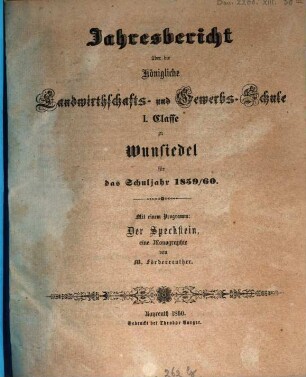 Jahresbericht
über die
Königliche
Landwirthschafts- und Gewerbs-Schule
I. Classe
zu
Wunsiedel
für
das Schuljahr 1859/60.
Mit einem Programm:
Der Speckstein,
eine Monographie
von
M. Förderreuther.
Bayreuth 1860.
Gedruckt bei Theodor Burger.